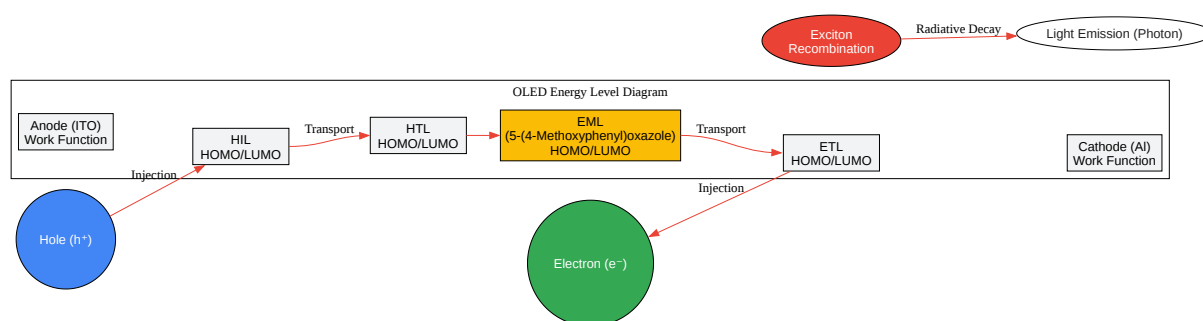 Exciton
Recombination
Radiative Decay
Light Emission (Photon)
OLED Energy Level Diagram
Anode (ITO)
Work Function
HIL
HOMO/LUMO
Transport
HTL
HOMO/LUMO
EML
(5-(4-Methoxyphenyl)oxazole)
HOMO/LUMO
Transport
ETL
HOMO/LUMO
Cathode (Al)
Work Function
Injection
Injection
Hole (h⁺)
Electron (e⁻)